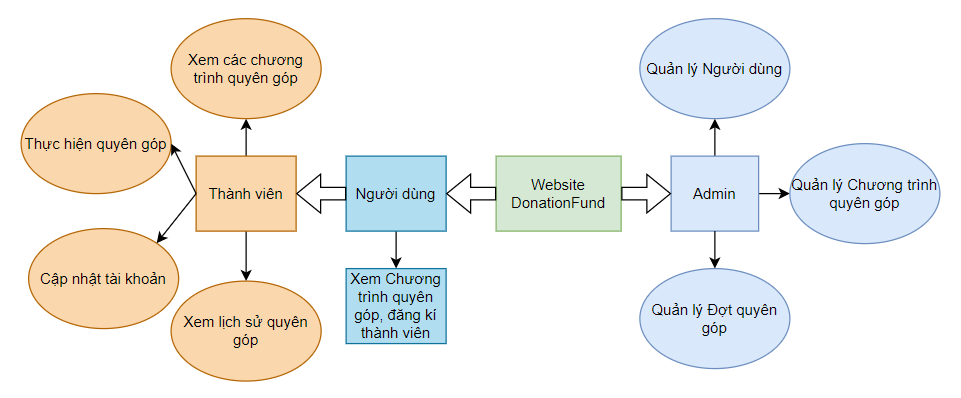 Xem các chương
trình quyên góp
Thực hiện quyên góp
Thành viên
Cập nhật tài khoản
Xem lịch sử quyên
góp
Người dùng
Xem Chương
trình quyên
góp, đăng kí
thành viên
Website
DonationFund
Admin
Quản lý Người dùng
Quản lý Chương trình
quyên góp
Quản lý Đợt quyên
góp